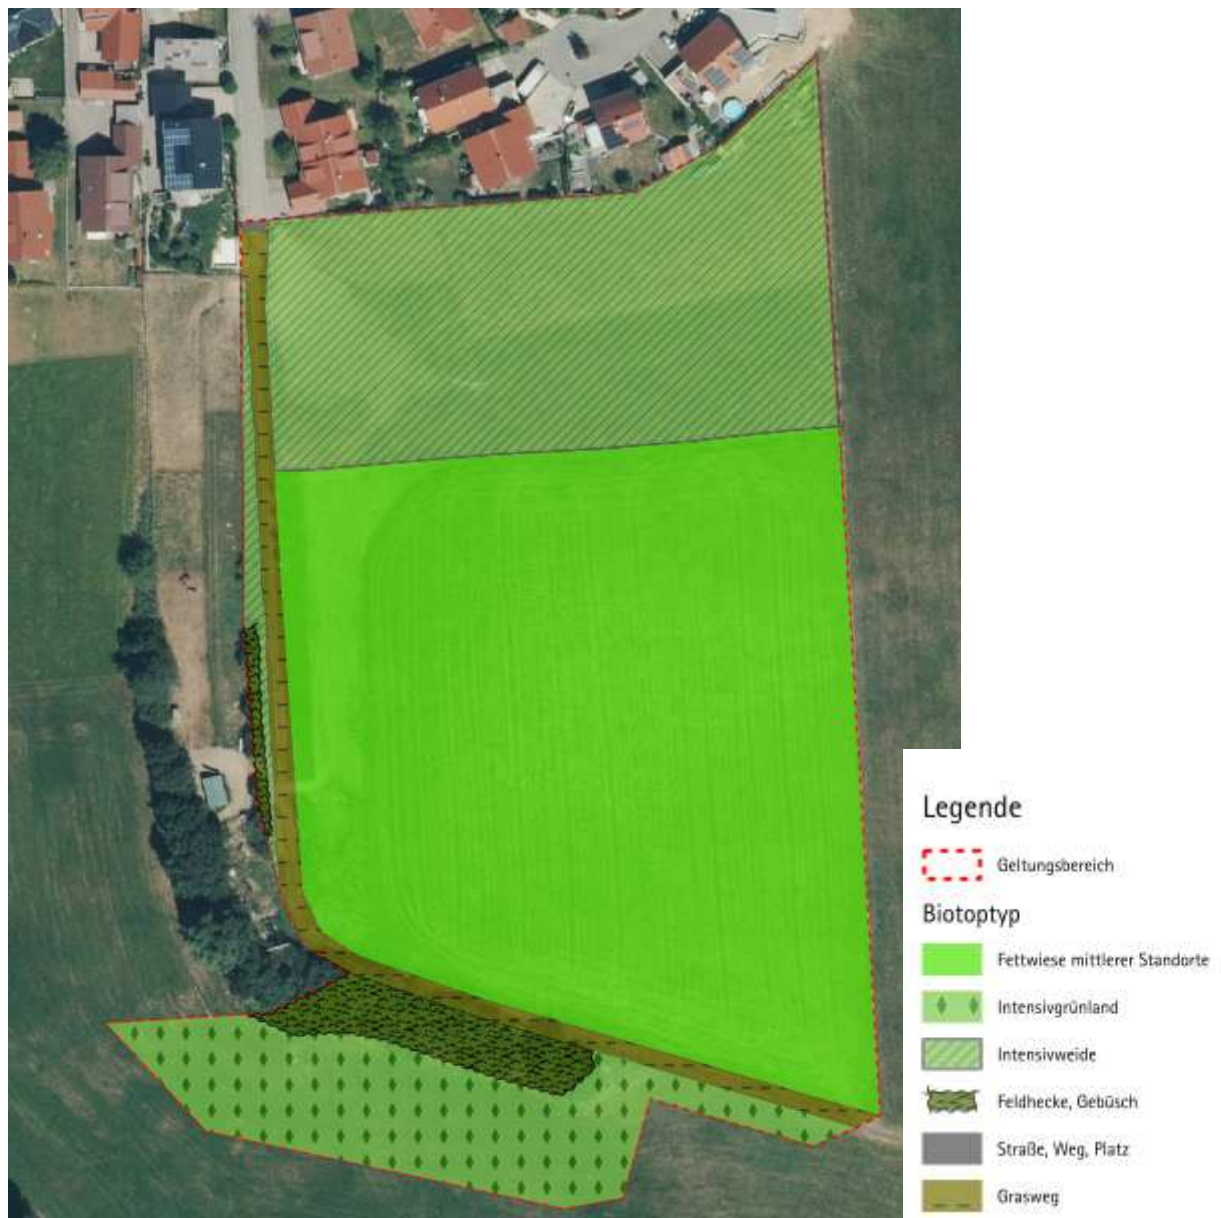 Legende
Geltungsbereich
Biotoptyp
Fettwiese mittlerer Standorte
Intensivgrünland
Intensivweide
Feldhecke, Gebüsch
Straße, Weg, Platz
Grasweg